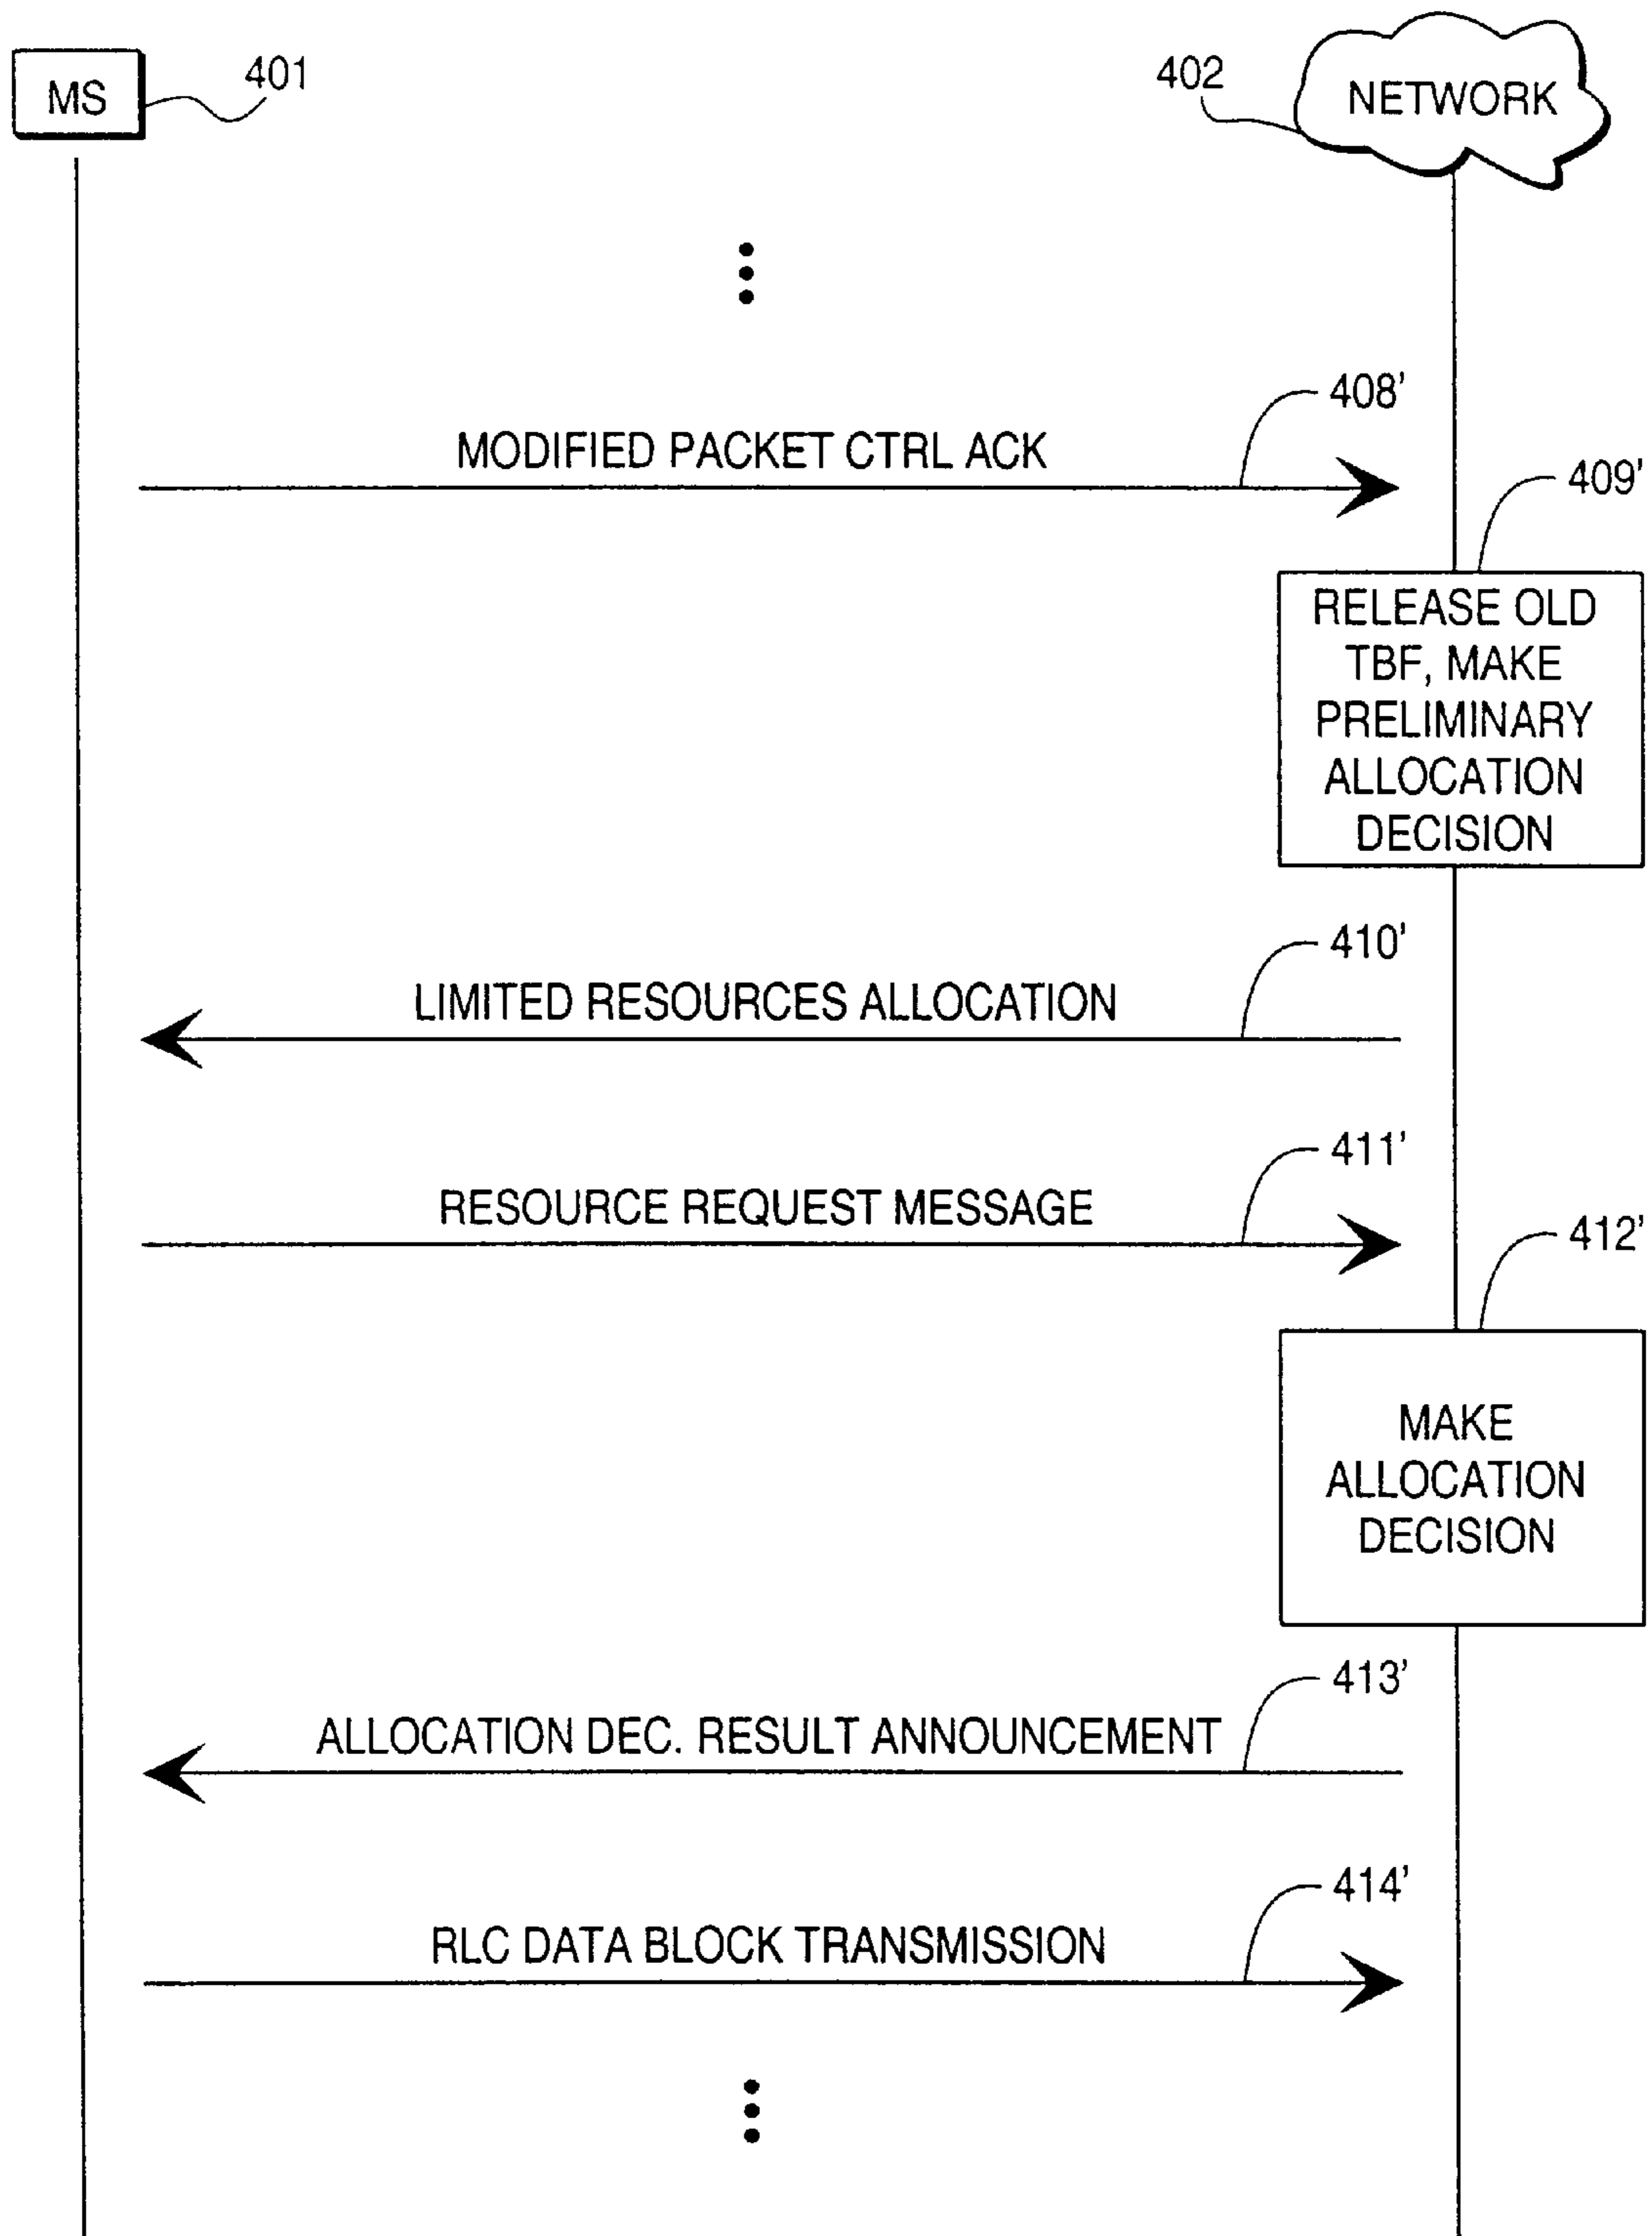 MS
401
402
NETWORK
408'
MODIFIED PACKET CTRL ACK
409'
RELEASE OLD
TBF, MAKE
PRELIMINARY
ALLOCATION
DECISION
410'
LIMITED RESOURCES ALLOCATION
411'
RESOURCE REQUEST MESSAGE
412'
MAKE
ALLOCATION
DECISION
413'
ALLOCATION DEC. RESULT ANNOUNCEMENT
414'
RLC DATA BLOCK TRANSMISSION